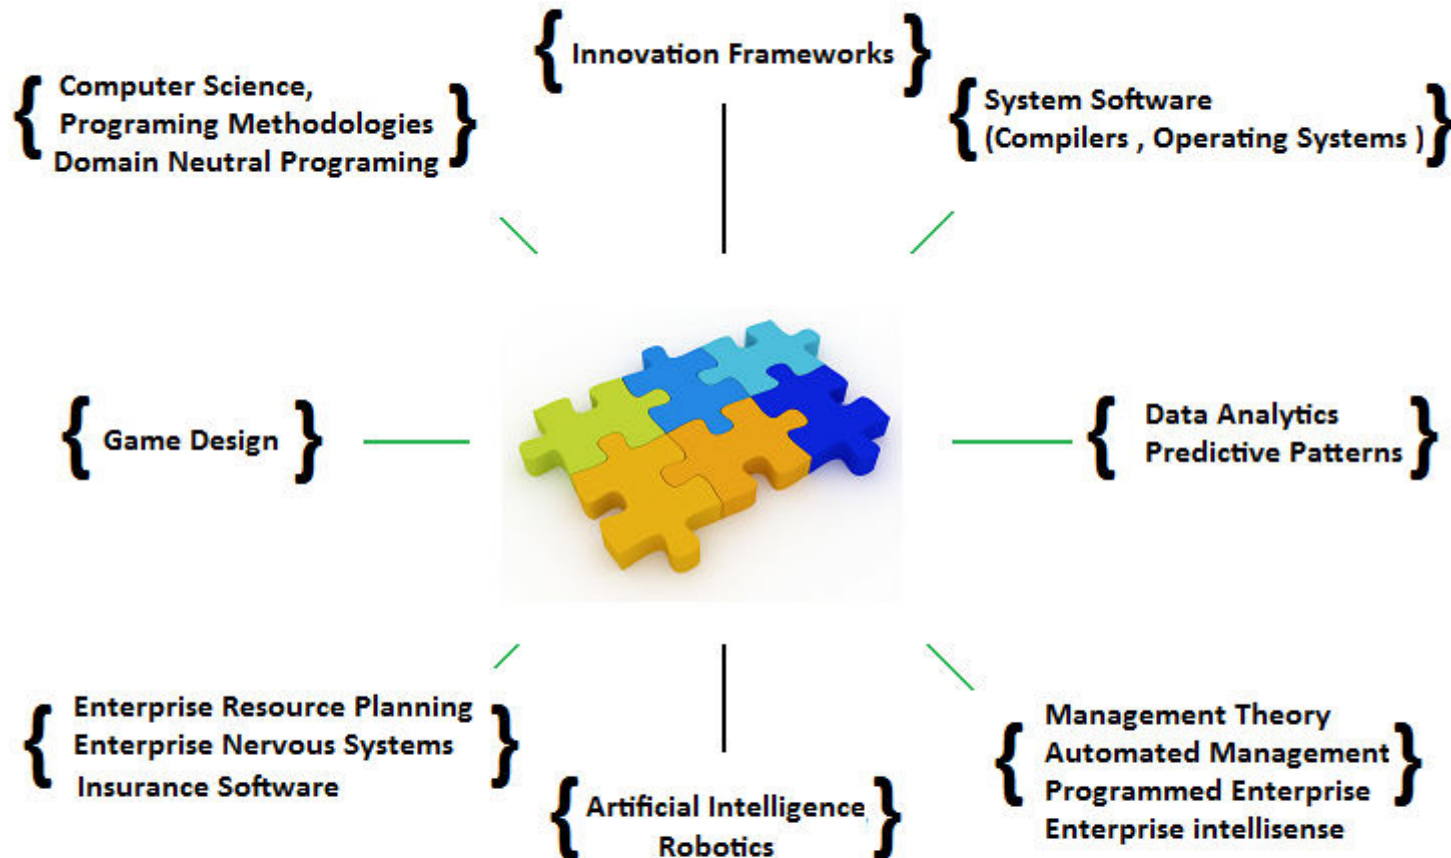 { Innovation Frameworks }
{ Computer Science,
Programing Methodologies
Domain Neutral Programing }
{ System Software
(Compilers , Operating Systems ) }
{ Game Design }
{ Data Analytics
Predictive Patterns }
{ Enterprise Resource Planning
Enterprise Nervous Systems
Insurance Software }
{ Artificial Intelligence,
Robotics }
{ Management Theory
Automated Management
Programmed Enterprise
Enterprise intellisense }